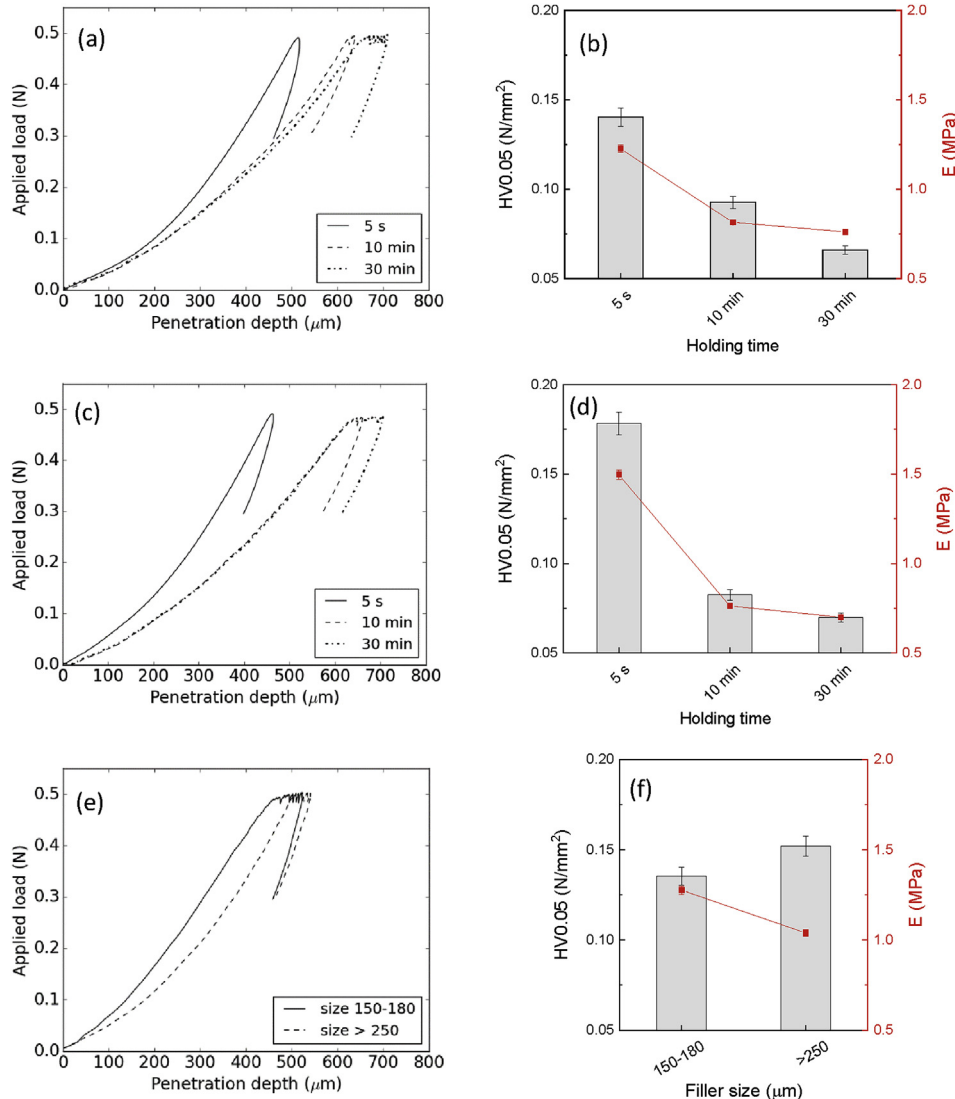 (a)
Applied load (N)
0.5
0.4
0.3
0.2
0.1
0.0
0 100 200 300 400 500 600 700 800
Penetration depth (μm)
5 s
10 min
30 min
(b)
HV0.05 (N/mm²)
0.20
0.15
0.10
0.05
E (MPa)
2.0
1.5
1.0
0.5
5 s
10 min
30 min
Holding time
(c)
Applied load (N)
0.5
0.4
0.3
0.2
0.1
0.0
0 100 200 300 400 500 600 700 800
Penetration depth (μm)
5 s
10 min
30 min
(d)
HV0.05 (N/mm²)
0.20
0.15
0.10
0.05
E (MPa)
2.0
1.5
1.0
0.5
5 s
10 min
30 min
Holding time
(e)
Applied load (N)
0.5
0.4
0.3
0.2
0.1
0.0
0 100 200 300 400 500 600 700 800
Penetration depth (μm)
size 150-180
size > 250
(f)
HV0.05 (N/mm²)
0.20
0.15
0.10
0.05
E (MPa)
2.0
1.5
1.0
0.5
150-180
>250
Filler size (μm)